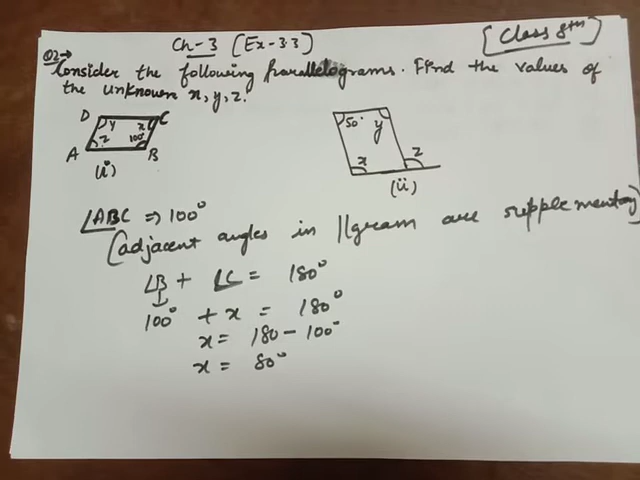 Ch-3 [Ex-3.3] [Class 8th]
Q2→
Consider the following parallelograms. Find the values of
the unknown x, y, z.
D C
y x
z 100°
A B
(i)
50° y
x z
(ii)
∠ABC ⇒ 100°
(adjacent angles in ||gram are supplementary)
∠B + ∠C = 180°
↓
100° + x = 180°
x = 180 - 100°
x = 80°